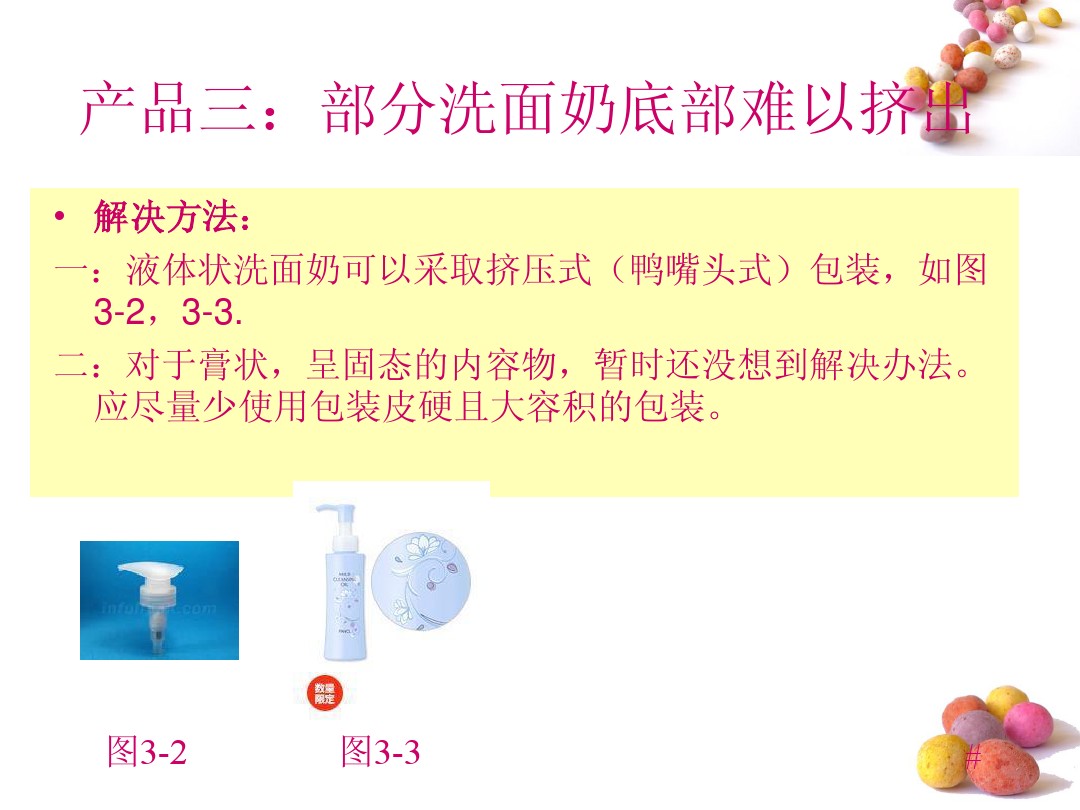 产品三：部分洗面奶底部难以挤出
• 解决方法：
一：液体状洗面奶可以采取挤压式（鸭嘴头式）包装，如图
3-2，3-3.
二：对于膏状，呈固态的内容物，暂时还没想到解决办法。
应尽量少使用包装皮硬且大容积的包装。
CLEANSING
OIL
FANCL
数量
限定
图3-2
图3-3
#